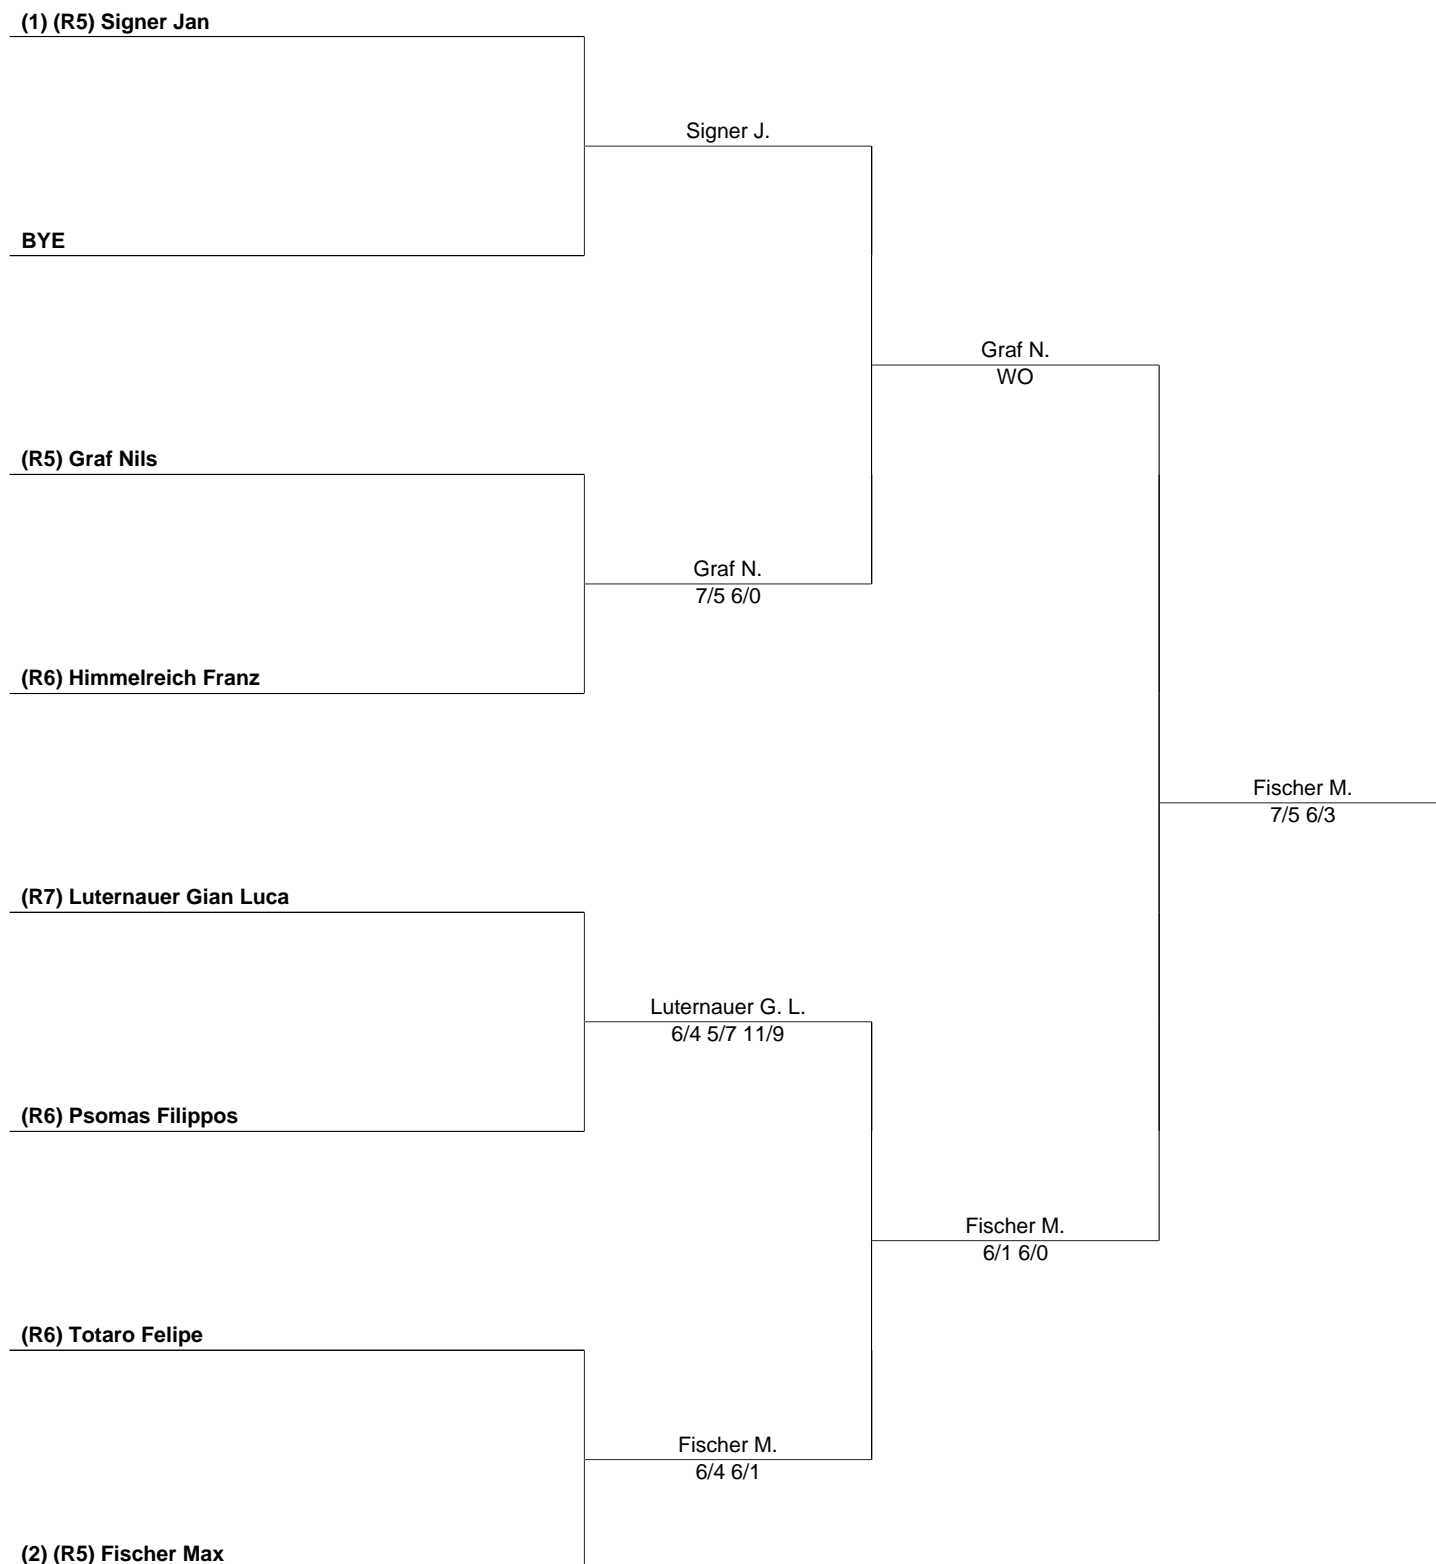 (1) (R5) Signer Jan
Signer J.
BYE
Graf N.
WO
(R5) Graf Nils
Graf N.
7/5 6/0
(R6) Himmelreich Franz
Fischer M.
7/5 6/3
(R7) Luternauer Gian Luca
Luternauer G. L.
6/4 5/7 11/9
(R6) Psomas Filippos
Fischer M.
6/1 6/0
(R6) Totaro Felipe
Fischer M.
6/4 6/1
(2) (R5) Fischer Max